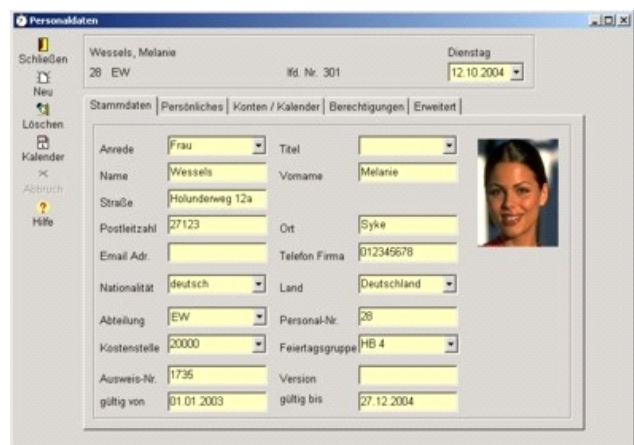 Personaldaten
Schließen
Neu
Löschen
Kalender
Abbruch
Hilfe
Wessels, Melanie
Dienstag
28 EW
lfd. Nr. 301
12.10.2004
Stammdaten Persönliches Konten / Kalender Berechtigungen Erweitert
Anrede Frau Titel
Name Wessels Vorname Melanie
Straße Holunderweg 12a
Postleitzahl 27123 Ort Syke
Email Adr. Telefon Firma 012345678
Nationalität deutsch Land Deutschland
Abteilung EW Personal-Nr. 28
Kostenstelle 20000 Feiertagsgruppe HB 4
Ausweis-Nr. 1735 Version
gültig von 01.01.2003 gültig bis 27.12.2004